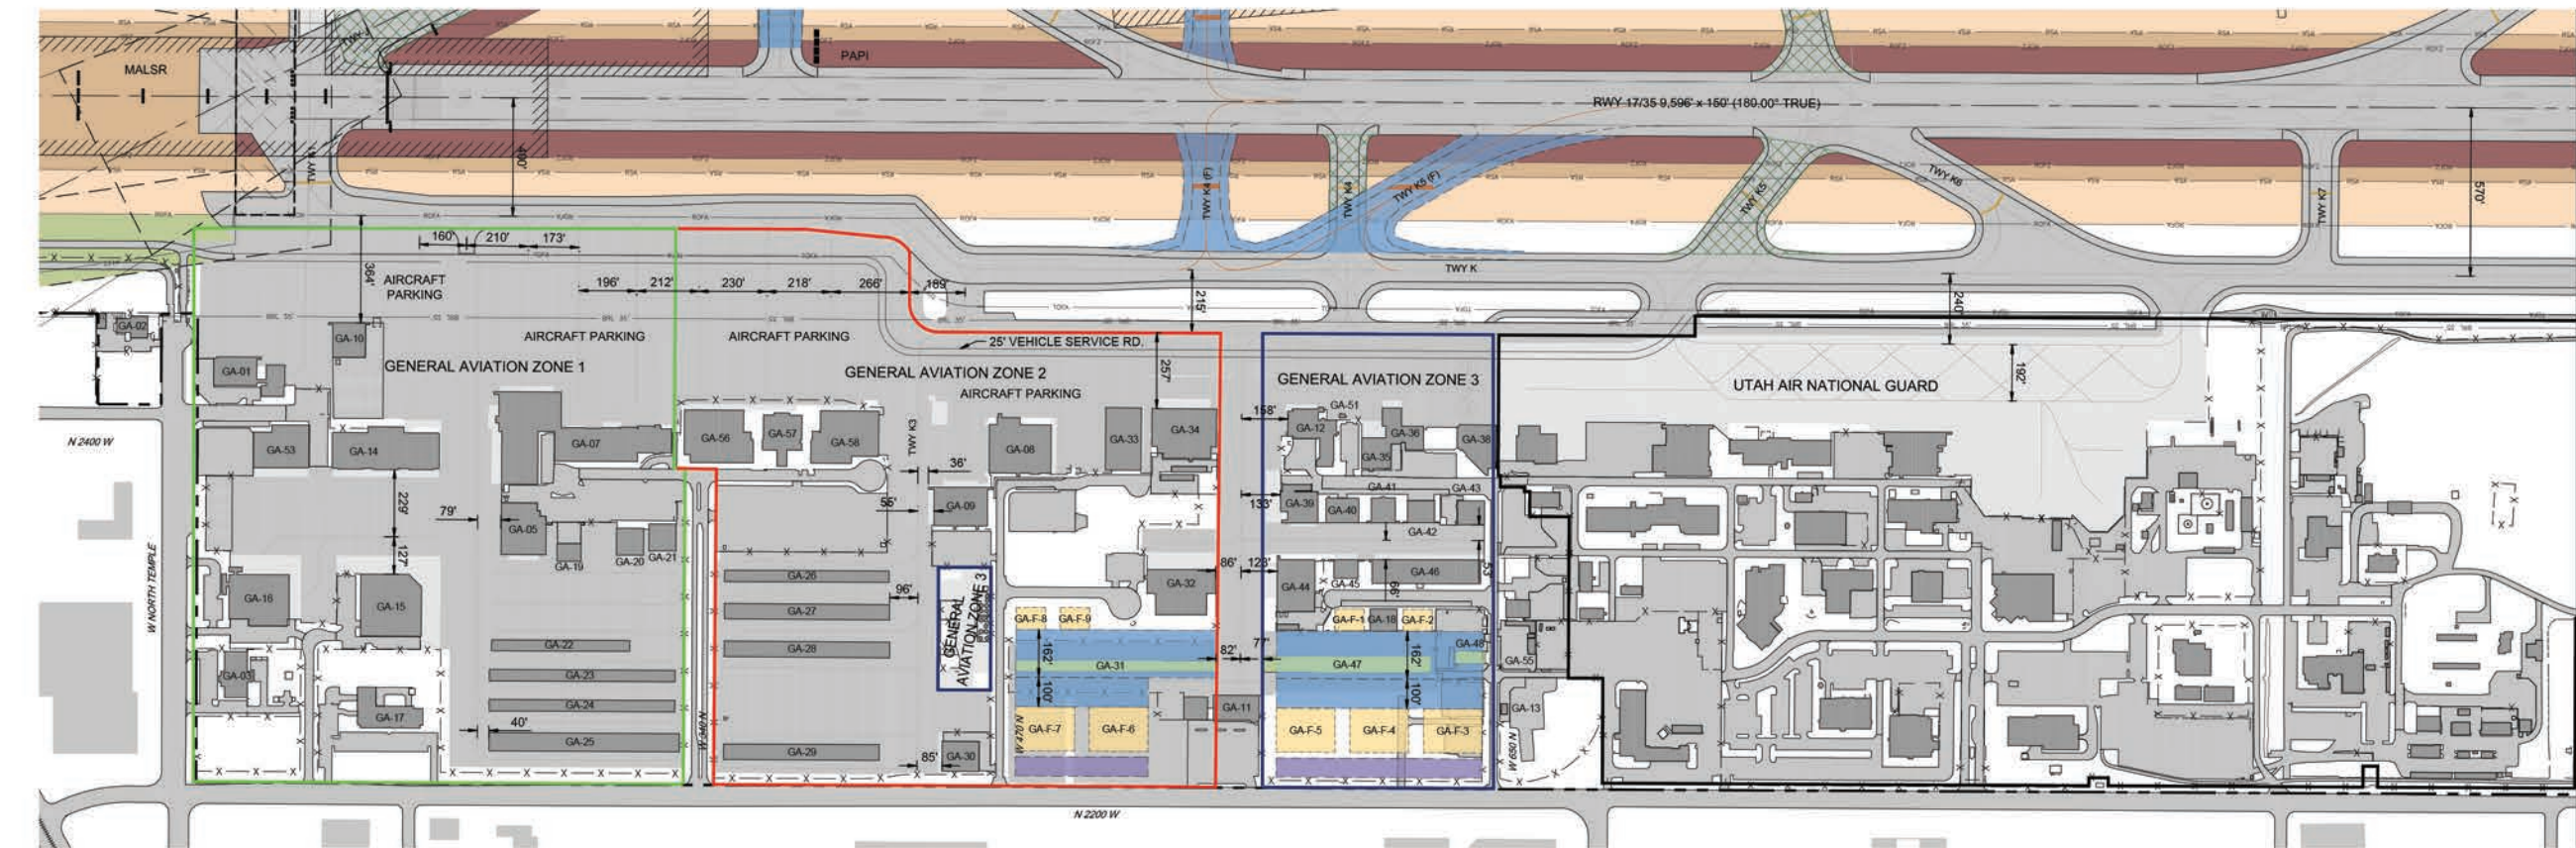 MALSR
PAPI
RWY 17/35 9,596' x 150' (180.00° TRUE)
TWY K1
400'
TWY K4 (F)
TWY K4
TWY K5 (F)
TWY K5
TWY K6
TWY K7
570'
160'
210'
173'
364'
AIRCRAFT
PARKING
196'
212'
230'
218'
266'
189'
215'
TWY K
240'
GA-02
GA-10
AIRCRAFT PARKING
AIRCRAFT PARKING
25' VEHICLE SERVICE RD.
257'
192'
GA-01
GENERAL AVIATION ZONE 1
GENERAL AVIATION ZONE 2
AIRCRAFT PARKING
GENERAL AVIATION ZONE 3
UTAH AIR NATIONAL GUARD
N 2400 W
GA-53
GA-14
GA-07
GA-56
GA-57
GA-58
TWY K3
GA-08
GA-33
GA-34
158'
GA-12
GA-51
GA-36
GA-35
GA-38
36'
229'
79'
GA-05
55'
GA-09
133'
GA-39
GA-41
GA-43
GA-40
GA-42
127'
GA-19
GA-20
GA-21
W NORTH TEMPLE
GA-16
GA-15
GA-26
96'
GA-27
GA-28
GENERAL
AVIATION ZONE 3
GA-32
86'
GA-44
GA-45
GA-46
53'
GA-F-8
GA-F-9
GA-F-1
GA-18
GA-F-2
GA-22
GA-23
GA-24
GA-25
GA-03
GA-17
40'
162'
GA-31
100'
82'
77'
GA-47
162'
100'
GA-48
GA-55
GA-11
GA-13
GA-29
85'
GA-30
GA-F-7
GA-F-6
GA-F-5
GA-F-4
GA-F-3
N 2200 W